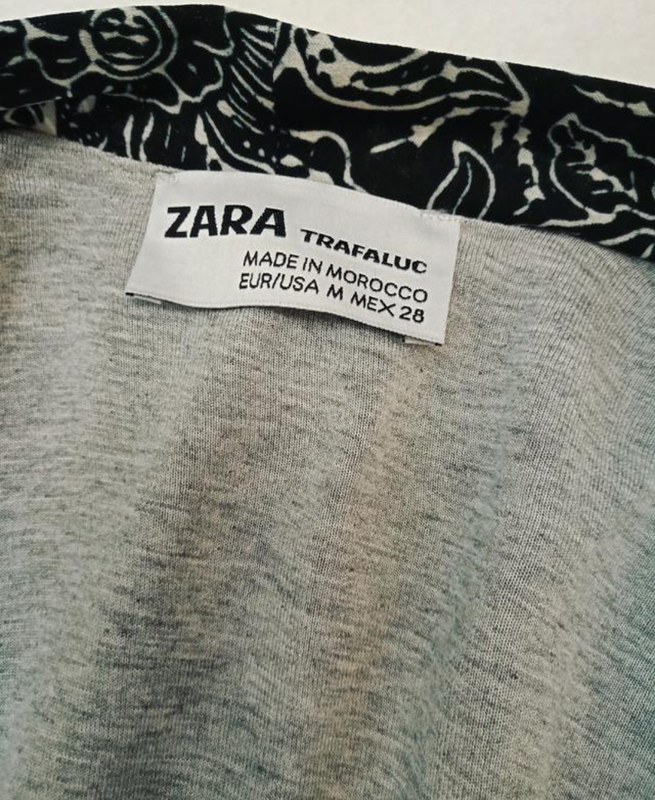 ZARA TRAFALUC
MADE IN MOROCCO
EUR/USA M MEX 28